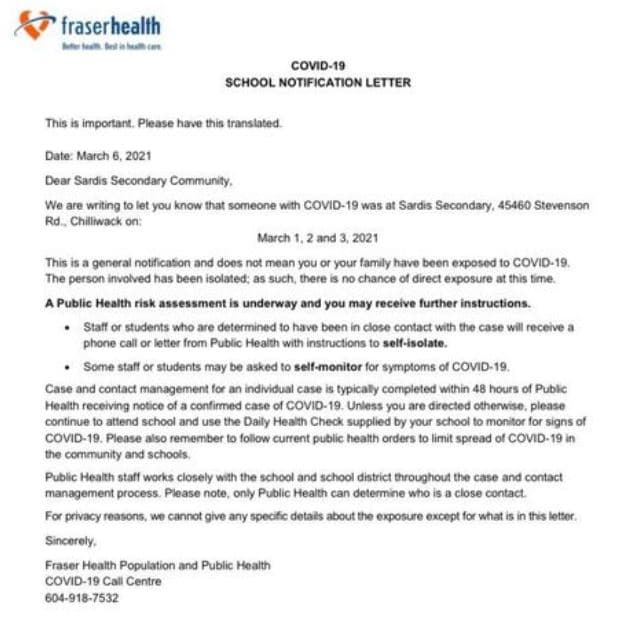 fraserhealth
Better health. Best in health care.
COVID-19
SCHOOL NOTIFICATION LETTER
This is important. Please have this translated.
Date: March 6, 2021
Dear Sardis Secondary Community,
We are writing to let you know that someone with COVID-19 was at Sardis Secondary, 45460 Stevenson
Rd., Chilliwack on:
March 1, 2 and 3, 2021
This is a general notification and does not mean you or your family have been exposed to COVID-19.
The person involved has been isolated; as such, there is no chance of direct exposure at this time.
A Public Health risk assessment is underway and you may receive further instructions.
• Staff or students who are determined to have been in close contact with the case will receive a
phone call or letter from Public Health with instructions to self-isolate.
• Some staff or students may be asked to self-monitor for symptoms of COVID-19.
Case and contact management for an individual case is typically completed within 48 hours of Public
Health receiving notice of a confirmed case of COVID-19. Unless you are directed otherwise, please
continue to attend school and use the Daily Health Check supplied by your school to monitor for signs of
COVID-19. Please also remember to follow current public health orders to limit spread of COVID-19 in
the community and schools.
Public Health staff works closely with the school and school district throughout the case and contact
management process. Please note, only Public Health can determine who is a close contact.
For privacy reasons, we cannot give any specific details about the exposure except for what is in this letter.
Sincerely,
Fraser Health Population and Public Health
COVID-19 Call Centre
604-918-7532